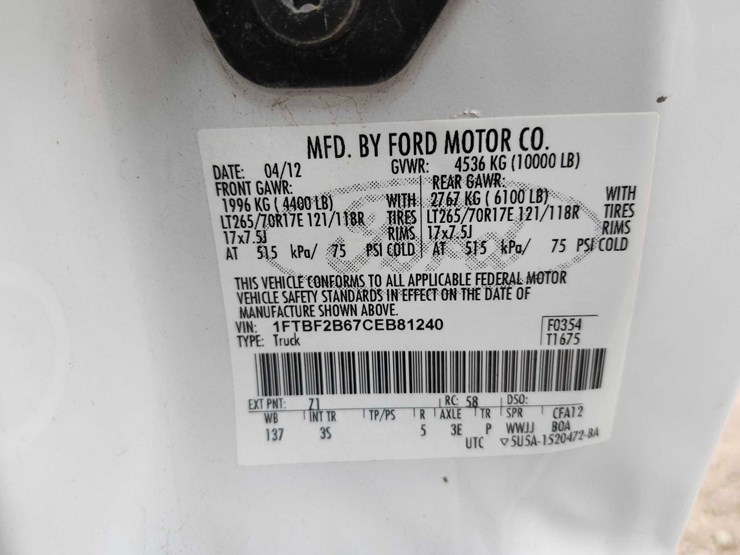 MFD. BY FORD MOTOR CO.
DATE: 04/12 GVWR: 4536 KG (10000 LB)
FRONT GAWR: REAR GAWR:
1996 KG ( 4400 LB) WITH 2767 KG ( 6100 LB) WITH
LT265/70R17E 121/118R TIRES LT265/70R17E 121/118R TIRES
17x7.5J RIMS 17x7.5J RIMS
AT 515 kPa/ 75 PSI COLD AT 515 kPa/ 75 PSI COLD
Ford
THIS VEHICLE CONFORMS TO ALL APPLICABLE FEDERAL MOTOR
VEHICLE SAFETY STANDARDS IN EFFECT ON THE DATE OF
MANUFACTURE SHOWN ABOVE.
VIN: 1FTBF2B67CEB81240 F0354
TYPE: Truck T1675
EXT PNT: 71 RC: 58 DSO:
WB INT TR TP/PS R AXLE TR SPR CFA12
137 3S 5 3E P WWJJ BOA
UTC ▽5U5A-1520472-BA